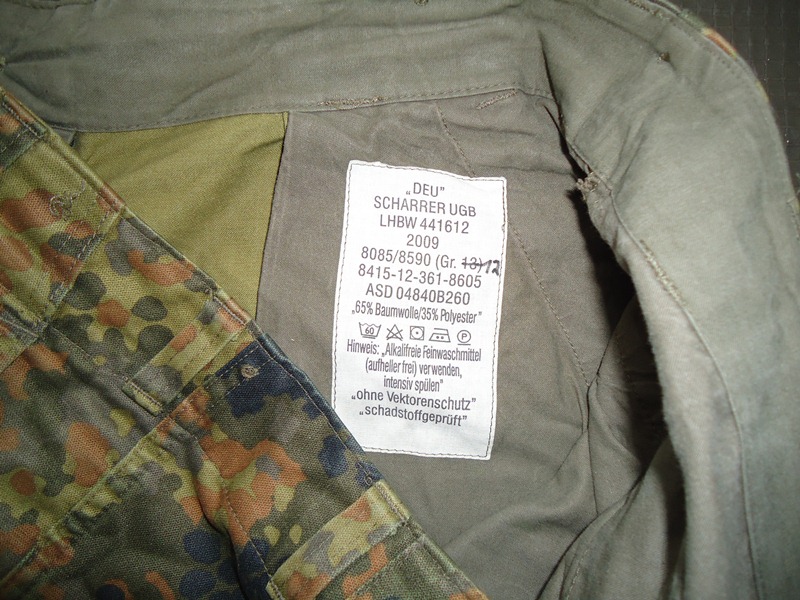 „DEU”
SCHARRER UGB
LHBW 441612
2009
8085/8590 (Gr. 13) 12
8415-12-361-8605
ASD 04840B260
„65% Baumwolle/35% Polyester”
60 P
Hinweis: „Alkalifreie Feinwaschmittel
(aufheller frei) verwenden,
intensiv spülen”
„ohne Vektorenschutz”
„schadstoffgeprüft”